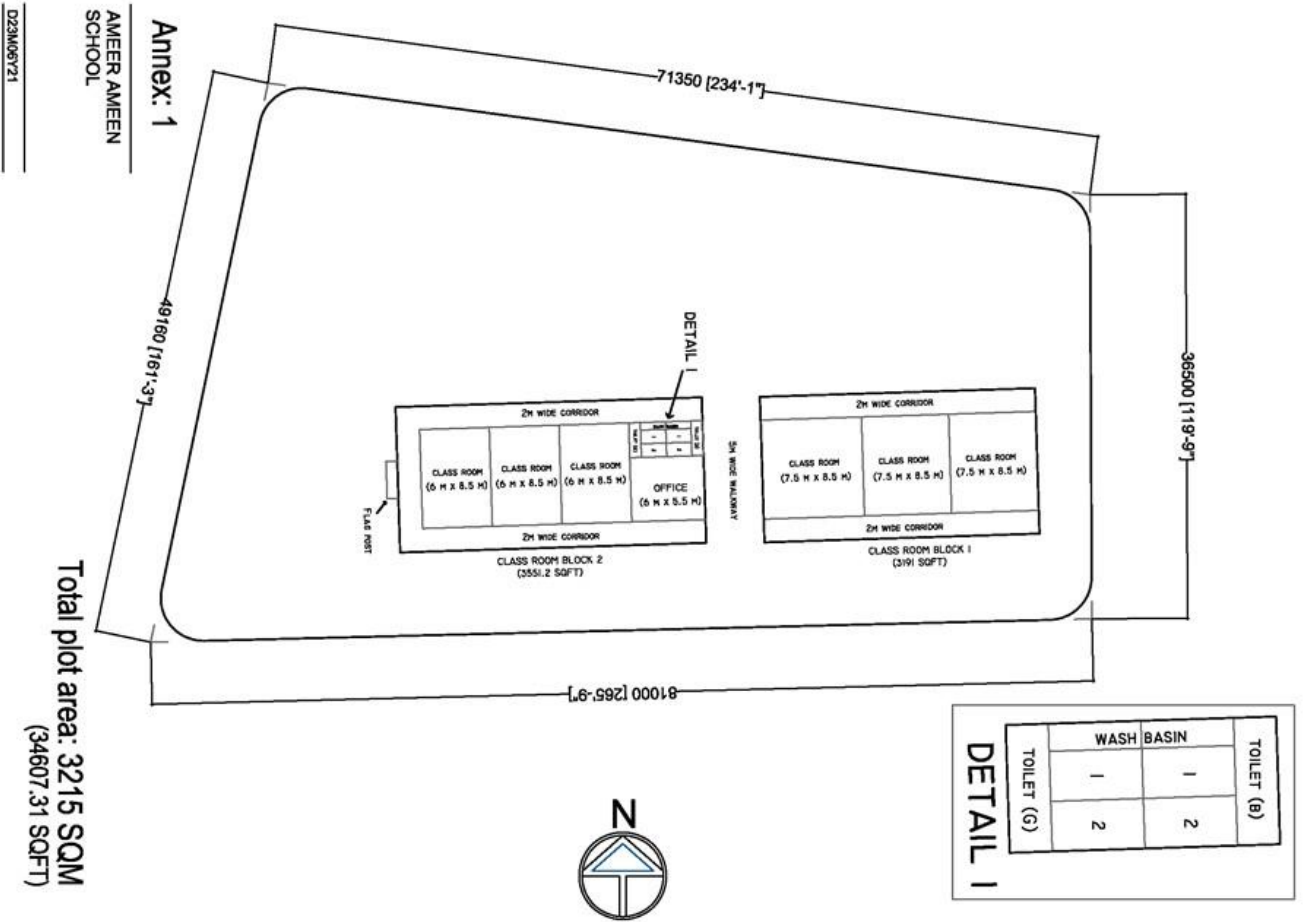 Annex: 1
AMEER AMEEN
SCHOOL
D23M06Y21
71350 [234'-1"]
36500 [119'-9"]
49160 [161'-3"]
81000 [265'-9"]
DETAIL 1
2M WIDE CORRIDOR
CLASS ROOM
(6 M X 8.5 M)
CLASS ROOM
(6 M X 8.5 M)
CLASS ROOM
(6 M X 8.5 M)
OFFICE
(6 M X 5.5 M)
2M WIDE CORRIDOR
CLASS ROOM BLOCK 2
(3551.2 SQFT)
FLAG POST
5M WIDE WALKWAY
2M WIDE CORRIDOR
CLASS ROOM
(7.5 M X 8.5 M)
CLASS ROOM
(7.5 M X 8.5 M)
CLASS ROOM
(7.5 M X 8.5 M)
2M WIDE CORRIDOR
CLASS ROOM BLOCK 1
(3191 SQFT)
TOILET (B)
WASH BASIN
1 1
2 2
TOILET (G)
DETAIL 1
N
Total plot area: 3215 SQM
(34607.31 SQFT)